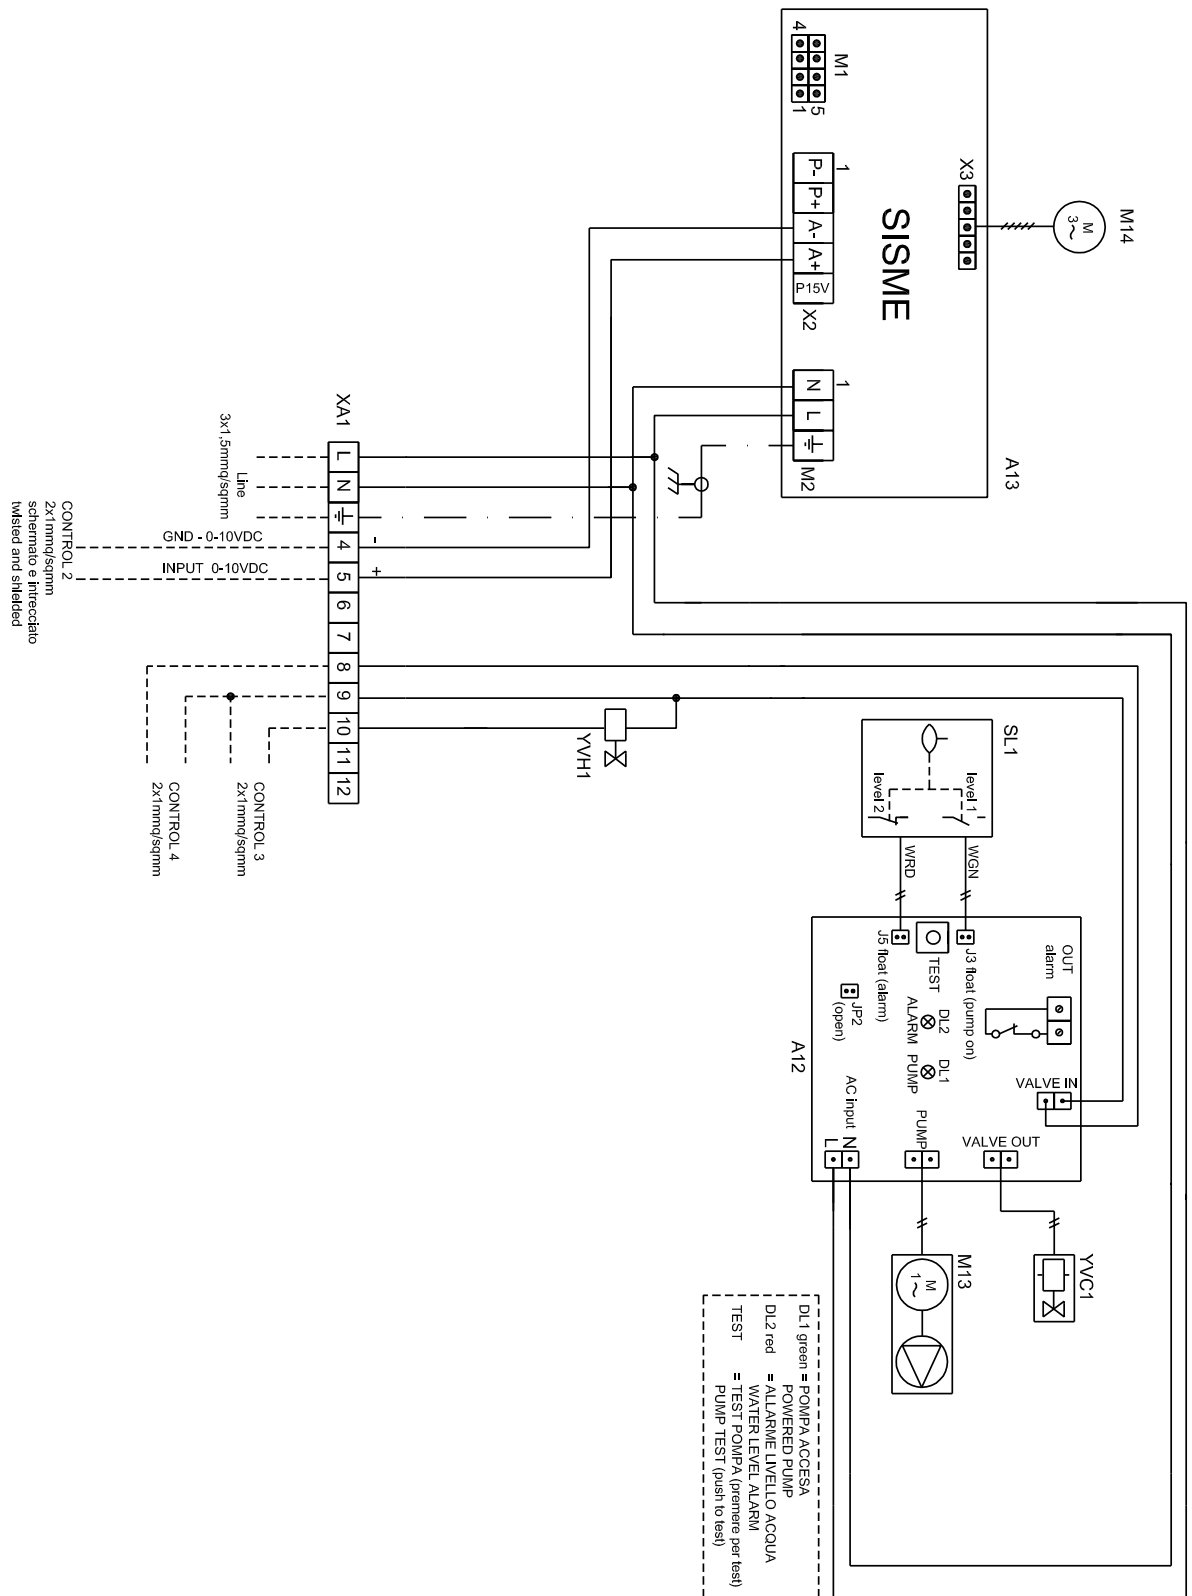 M14
M
3~
A13
X3
SISME
M1
4
5
1
1
P-
P+
A-
A+
P15V
X2
1
N
L
M2
XA1
L
N
4
5
6
7
8
9
10
11
12
-
+
3x1,5mmq/sqmm
Line
GND - 0-10VDC
INPUT 0-10VDC
CONTROL 2
2x1mmq/sqmm
schermato e intrecciato
twisted and shielded
CONTROL 3
2x1mmq/sqmm
CONTROL 4
2x1mmq/sqmm
YVH1
SL1
level 1
level 2
WGN
WRD
OUT
alarm
J3 float (pump on)
TEST
J5 float (alarm)
JP2
(open)
DL2
ALARM
DL1
PUMP
A12
VALVE IN
VALVE OUT
PUMP
AC input
N
L
YVC1
M13
M
1~
DL1 green = POMPA ACCESA
POWERED PUMP
DL2 red = ALLARME LIVELLO ACQUA
WATER LEVEL ALARM
TEST = TEST POMPA (premere per test)
PUMP TEST (push to test)